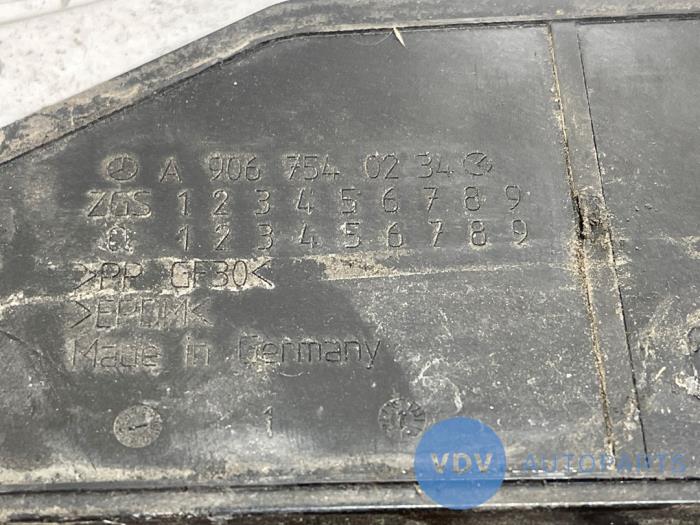 A 906 754 02 34
ZGS 1 2 3 4 5 6 7 8 9
1 2 3 4 5 6 7 8 9
>PP GF30<
>EPDM<
Made in Germany
1
VDV AUTOPARTS